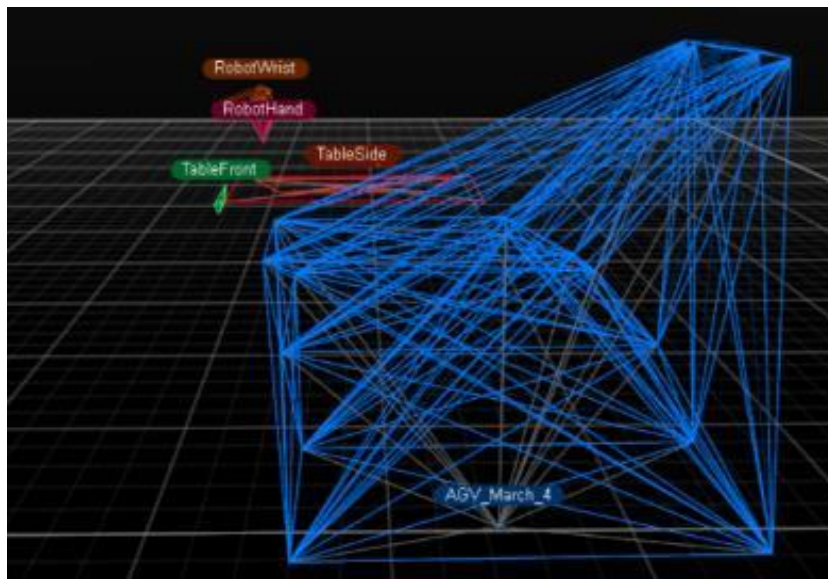 RobotWrist
RobotHand
TableSide
TableFront
AGV_March_4